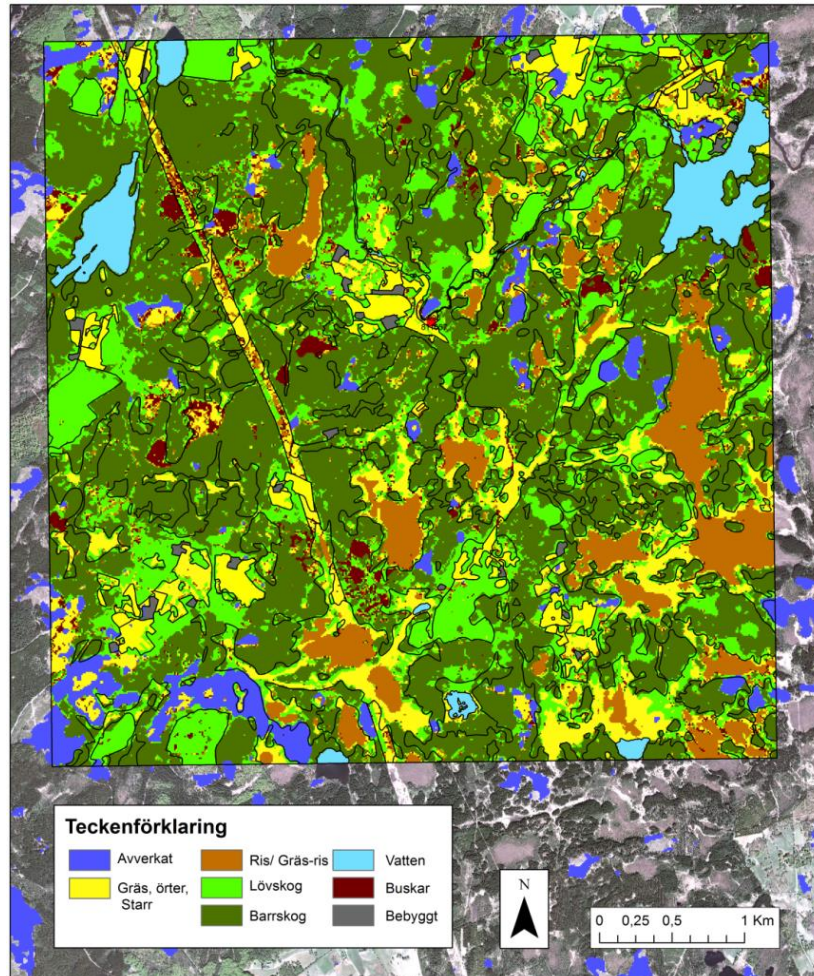 Teckenförklaring
Avverkat
Gräs, örter,
Starr
Ris/ Gräs-ris
Lövskog
Barrskog
Vatten
Buskar
Bebyggt
N
0 0,25 0,5 1 Km